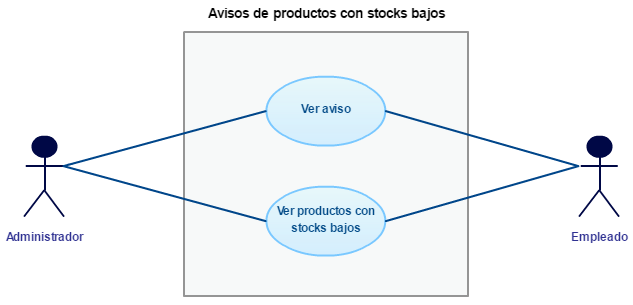 Avisos de productos con stocks bajos
Ver aviso
Ver productos con
stocks bajos
Administrador
Empleado